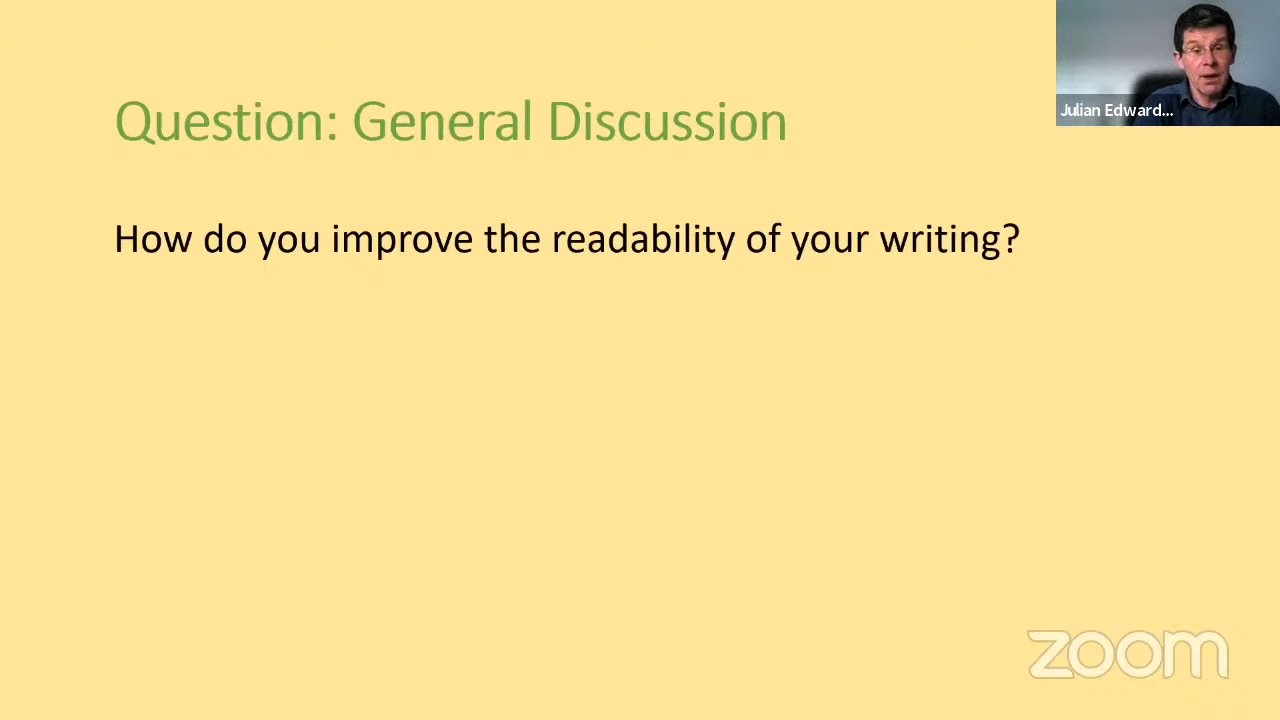 Question: General Discussion
Julian Edward...
How do you improve the readability of your writing?
zoom